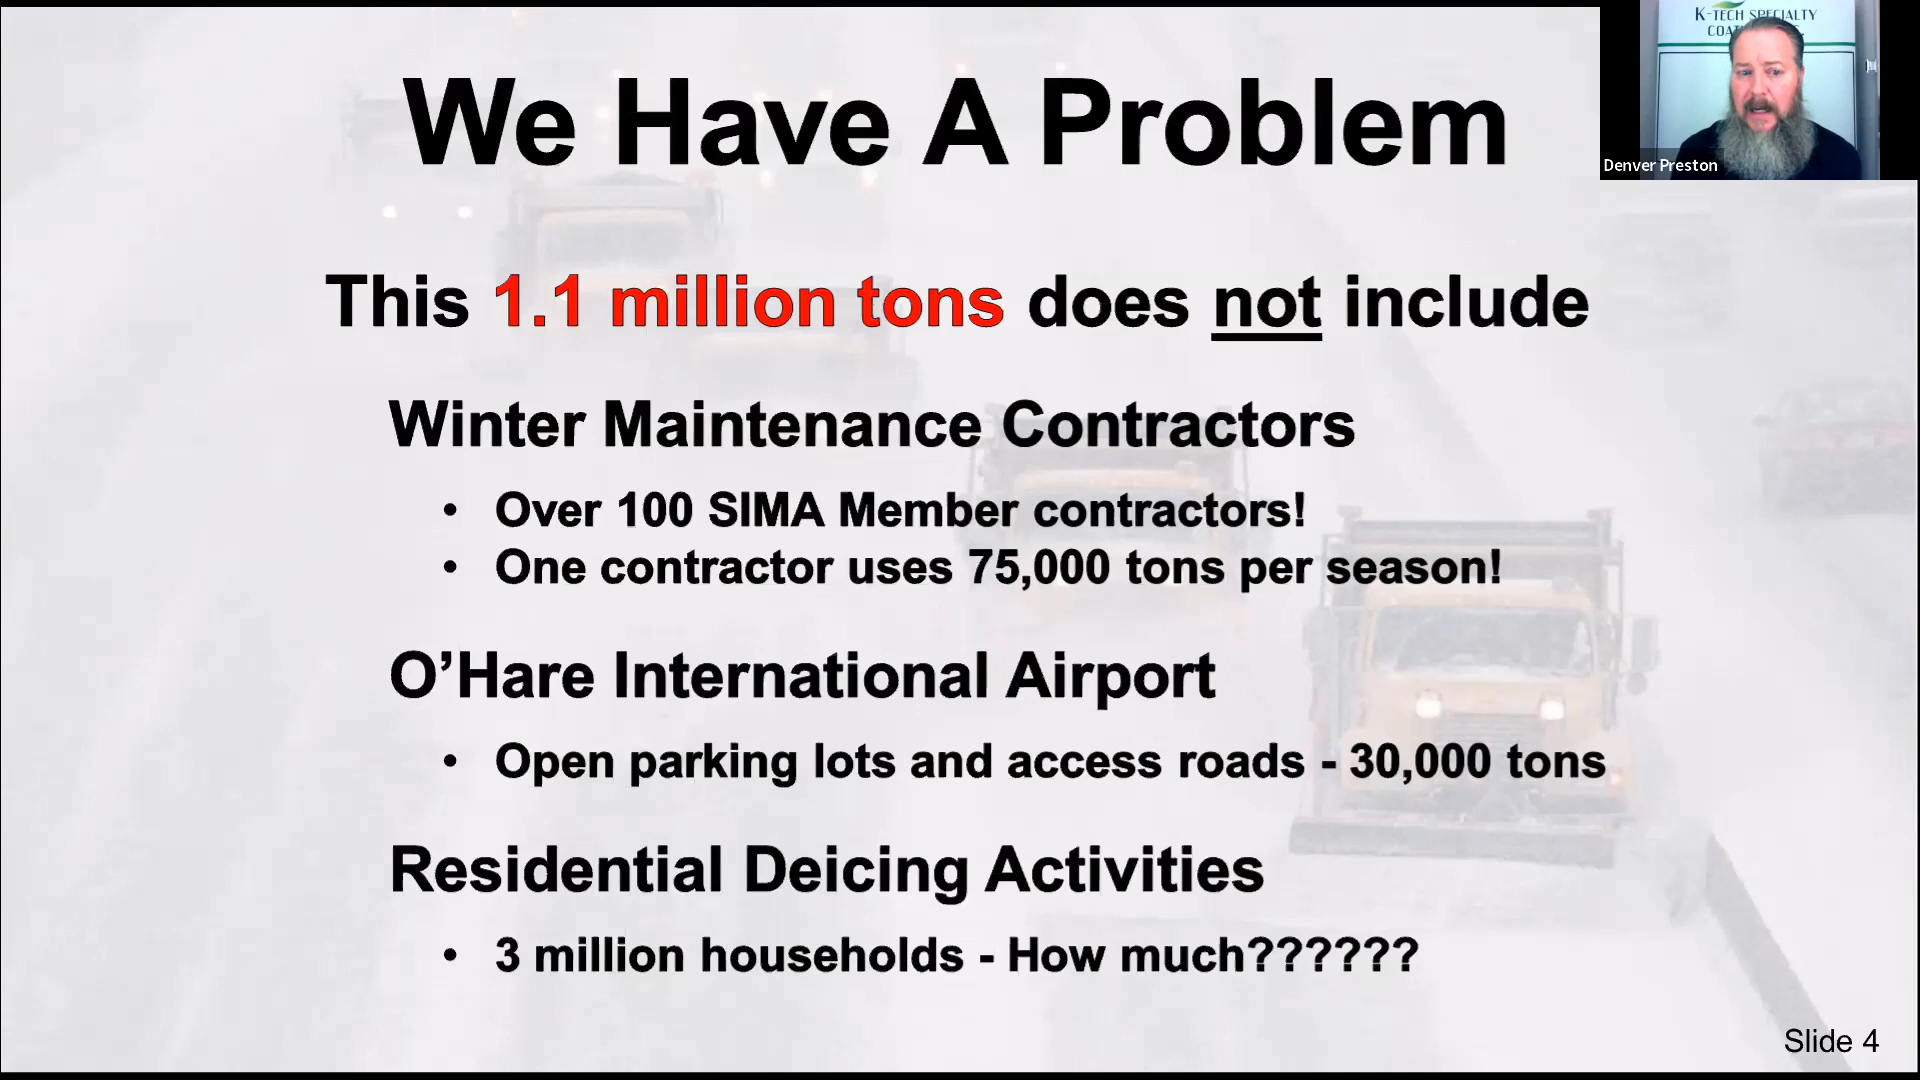 We Have A Problem
K-TECH SPECIALTY
Denver Preston
This 1.1 million tons does not include
Winter Maintenance Contractors
• Over 100 SIMA Member contractors!
• One contractor uses 75,000 tons per season!
O’Hare International Airport
• Open parking lots and access roads - 30,000 tons
Residential Deicing Activities
• 3 million households - How much??????
Slide 4